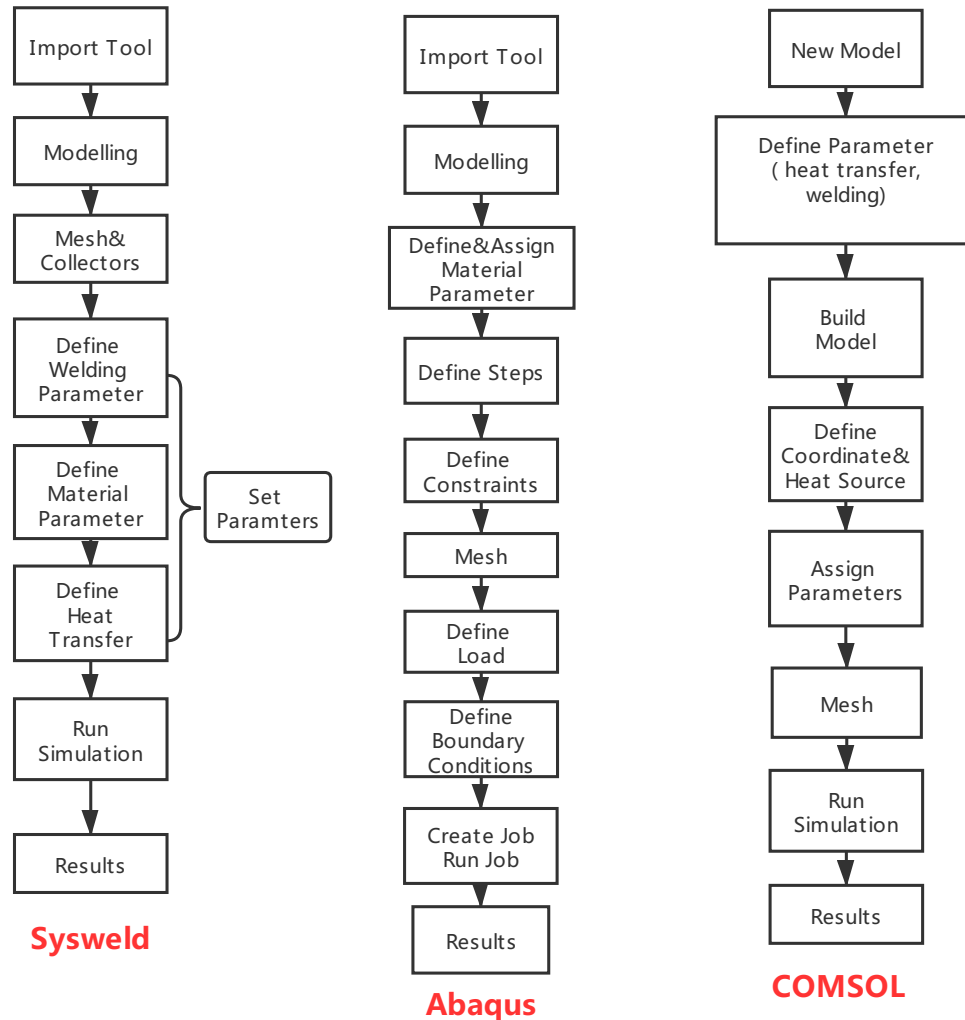 Import Tool
Modelling
Mesh&
Collectors
Define
Welding
Parameter
Define
Material
Parameter
Define
Heat
Transfer
Set
Paramters
Run
Simulation
Results
Sysweld
Import Tool
Modelling
Define&Assign
Material
Parameter
Define Steps
Define
Constraints
Mesh
Define
Load
Define
Boundary
Conditions
Create Job
Run Job
Results
Abaqus
New Model
Define Parameter
( heat transfer,
welding)
Build
Model
Define
Coordinate&
Heat Source
Assign
Parameters
Mesh
Run
Simulation
Results
COMSOL